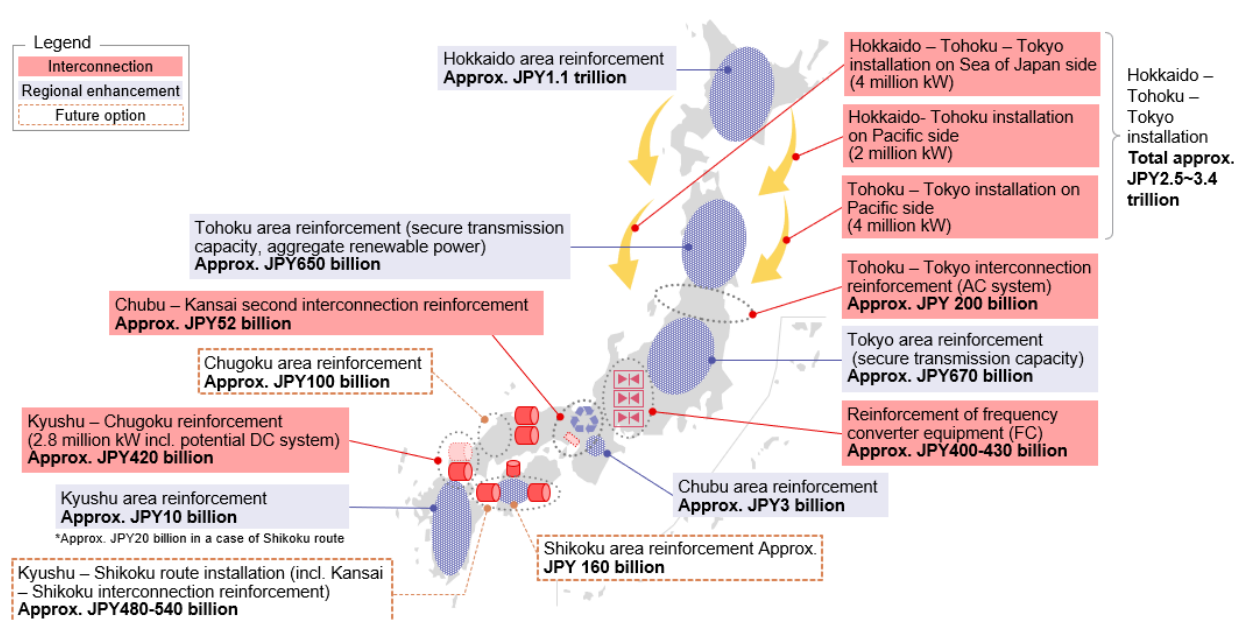 Legend
Interconnection
Regional enhancement
Future option
Hokkaido area reinforcement
Approx. JPY1.1 trillion
Hokkaido – Tohoku – Tokyo
installation on Sea of Japan side
(4 million kW)
Hokkaido- Tohoku installation
on Pacific side
(2 million kW)
Tohoku – Tokyo installation on
Pacific side
(4 million kW)
Hokkaido –
Tohoku –
Tokyo
installation
Total approx.
JPY2.5~3.4
trillion
Tohoku area reinforcement (secure transmission
capacity, aggregate renewable power)
Approx. JPY650 billion
Tohoku – Tokyo interconnection
reinforcement (AC system)
Approx. JPY 200 billion
Chubu – Kansai second interconnection reinforcement
Approx. JPY52 billion
Tokyo area reinforcement
(secure transmission capacity)
Approx. JPY670 billion
Chugoku area reinforcement
Approx. JPY100 billion
Kyushu – Chugoku reinforcement
(2.8 million kW incl. potential DC system)
Approx. JPY420 billion
Reinforcement of frequency
converter equipment (FC)
Approx. JPY400-430 billion
Kyushu area reinforcement
Approx. JPY10 billion
*Approx. JPY20 billion in a case of Shikoku route
Chubu area reinforcement
Approx. JPY3 billion
Shikoku area reinforcement Approx.
JPY 160 billion
Kyushu – Shikoku route installation (incl. Kansai
– Shikoku interconnection reinforcement)
Approx. JPY480-540 billion